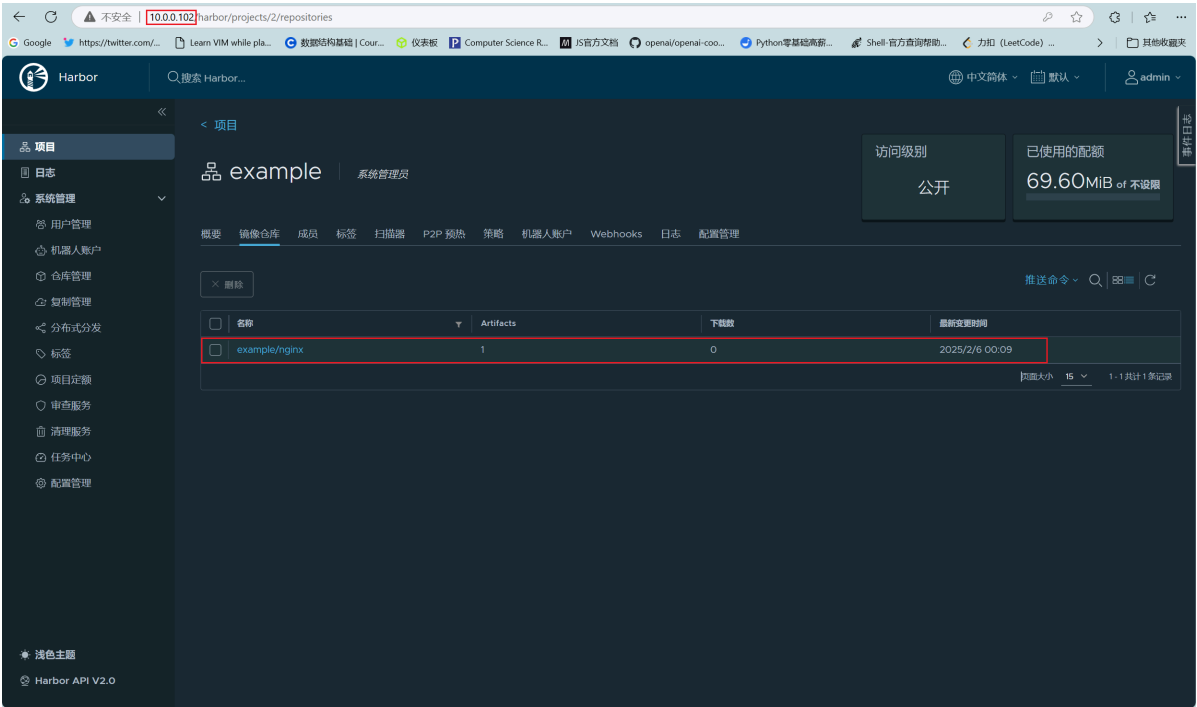 不安全 10.0.0.102/harbor/projects/2/repositories
Google https://twitter.com/... Learn VIM while pla... 数据结构基础 | Cour... 仪表板 Computer Science R... JS官方文档 openai/openai-coo... Python零基础高薪... Shell-官方查询帮助... 力扣 (LeetCode) ... 其他收藏夹
Harbor 搜索 Harbor... 中文简体 默认 admin
事件日志
项目
日志
系统管理
用户管理
机器人账户
仓库管理
复制管理
分布式分发
标签
项目定额
审查服务
清理服务
任务中心
配置管理
浅色主题
Harbor API V2.0
< 项目
example 系统管理员
访问级别
公开
已使用的配额
69.60MiB of 不设限
概要 镜像仓库 成员 标签 扫描器 P2P 预热 策略 机器人账户 Webhooks 日志 配置管理
× 删除 推送命令
名称 Artifacts 下载数 最新变更时间
example/nginx 1 0 2025/2/6 00:09
页面大小 15 1 - 1 共计 1 条记录